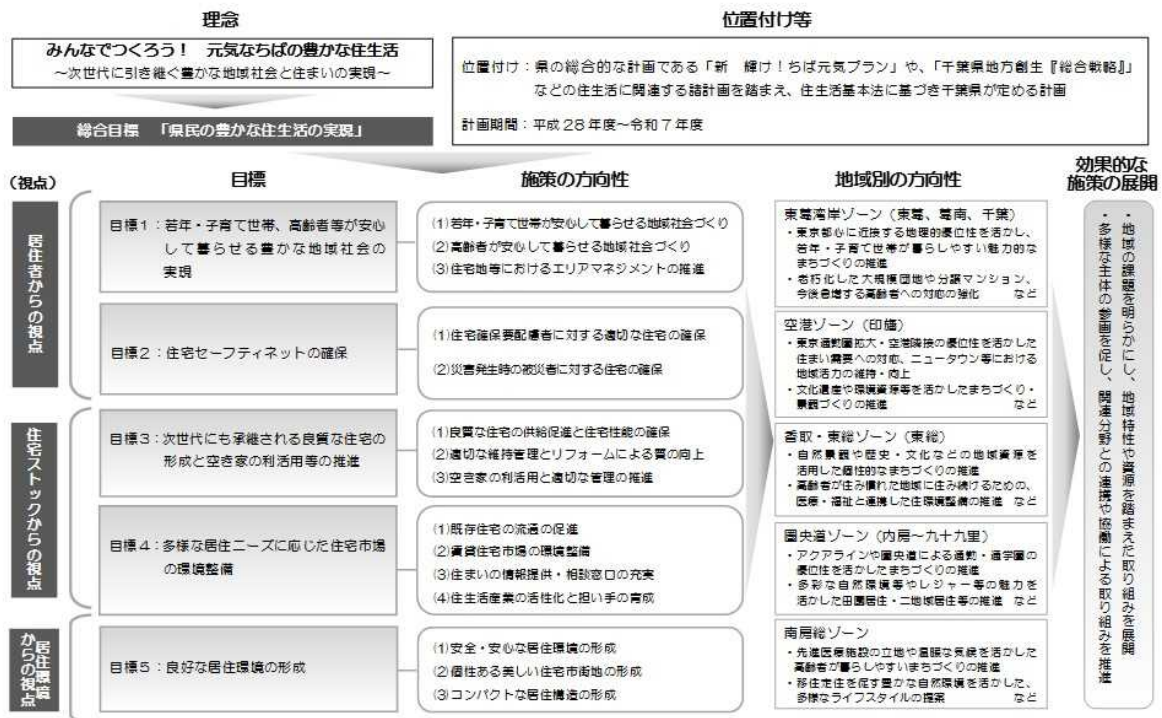 理念
みんなでつくろう！　元気なちばの豊かな住生活
～次世代に引き継ぐ豊かな地域社会と住まいの実現～
総合目標　「県民の豊かな住生活の実現」
位置付け等
位置付け：県の総合的な計画である「新　輝け！ちば元気プラン」や、「千葉県地方創生『総合戦略』」
などの住生活に関連する諸計画を踏まえ、住生活基本法に基づき千葉県が定める計画
計画期間：平成28年度～令和7年度
（視点）
目標
施策の方向性
地域別の方向性
効果的な
施策の展開
居住者からの視点
目標1：若年・子育て世帯、高齢者等が安心
して暮らせる豊かな地域社会の
実現
(1)若年・子育て世帯が安心して暮らせる地域社会づくり
(2)高齢者が安心して暮らせる地域社会づくり
(3)住宅地等におけるエリアマネジメントの推進
目標2：住宅セーフティネットの確保
(1)住宅確保要配慮者に対する適切な住宅の確保
(2)災害発生時の被災者に対する住宅の確保
住宅ストックからの視点
目標3：次世代にも承継される良質な住宅の
形成と空き家の利活用等の推進
(1)良質な住宅の供給促進と住宅性能の確保
(2)適切な維持管理とリフォームによる質の向上
(3)空き家の利活用と適切な管理の推進
目標4：多様な居住ニーズに応じた住宅市場
の環境整備
(1)既存住宅の流通の促進
(2)賃貸住宅市場の環境整備
(3)住まいの情報提供・相談窓口の充実
(4)住生活産業の活性化と担い手の育成
居住環境
からの視点
目標5：良好な居住環境の形成
(1)安全・安心な居住環境の形成
(2)個性ある美しい住宅市街地の形成
(3)コンパクトな居住構造の形成
東葛湾岸ゾーン（東葛、葛南、千葉）
・東京都心に近接する地理的優位性を活かし、
若年・子育て世帯が暮らしやすい魅力的な
まちづくりの推進
・老朽化した大規模団地や分譲マンション、
今後急増する高齢者への対応の強化　など
空港ゾーン（印旛）
・東京通勤圏拡大・空港隣接の優位性を活かした
住まい需要への対応、ニュータウン等における
地域活力の維持・向上
・文化遺産や環境資源等を活かしたまちづくり・
景観づくりの推進　など
香取・東総ゾーン（東総）
・自然景観や歴史・文化などの地域資源を
活用した個性的なまちづくりの推進
・高齢者が住み慣れた地域に住み続けるための、
医療・福祉と連携した住環境整備の推進　など
圏央道ゾーン（内房～九十九里）
・アクアラインや圏央道による通勤・通学圏の
優位性を活かしたまちづくりの推進
・多彩な自然環境等やレジャー等の魅力を
活かした田園居住・二地域居住等の推進　など
南房総ゾーン
・先進医療施設の立地や温暖な気候を活かした
高齢者が暮らしやすいまちづくりの推進
・移住定住を促す豊かな自然環境を活かした、
多様なライフスタイルの提案　など
・地域の課題を明らかにし、地域特性や資源を踏まえた取り組みを展開
・多様な主体の参画を促し、関連分野との連携や協働による取り組みを推進